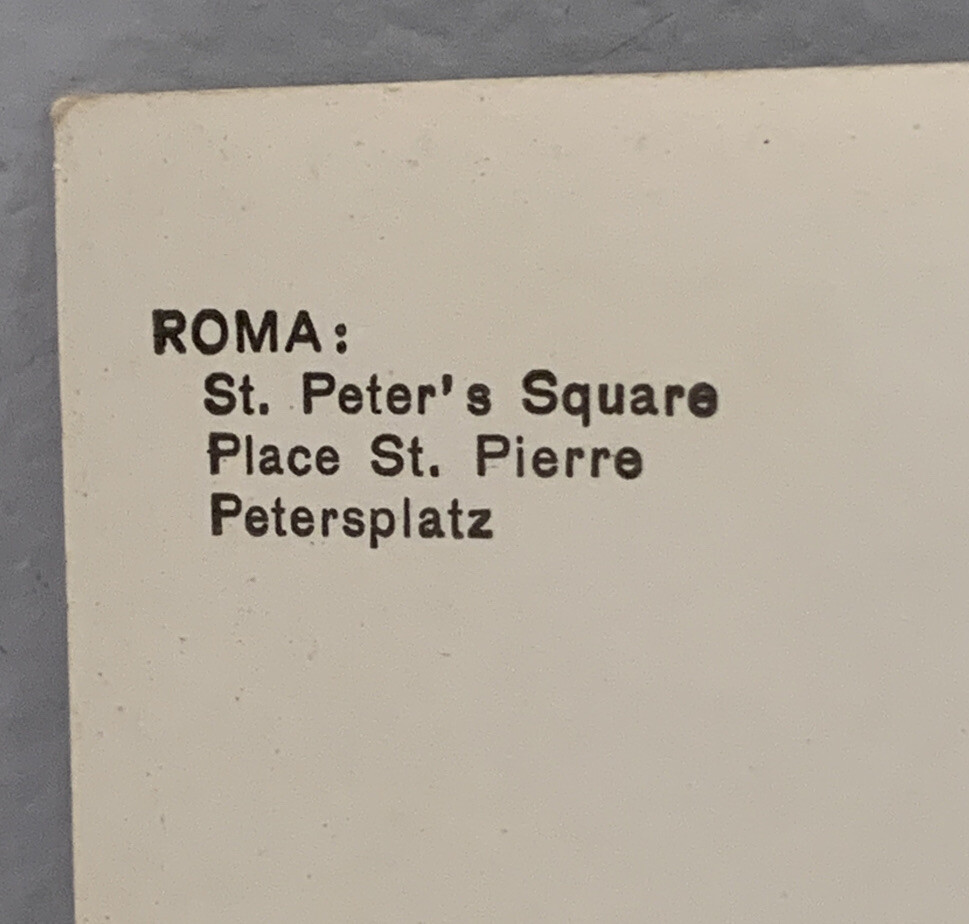 ROMA:
St. Peter's Square
Place St. Pierre
Petersplatz